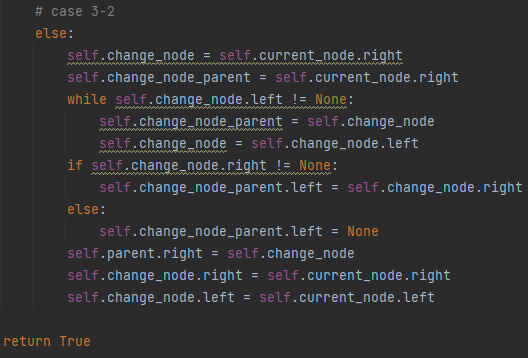 # case 3-2
else:
self.change_node = self.current_node.right
self.change_node_parent = self.current_node.right
while self.change_node.left != None:
self.change_node_parent = self.change_node
self.change_node = self.change_node.left
if self.change_node.right != None:
self.change_node_parent.left = self.change_node.right
else:
self.change_node_parent.left = None
self.parent.right = self.change_node
self.change_node.right = self.current_node.right
self.change_node.left = self.current_node.left
return True